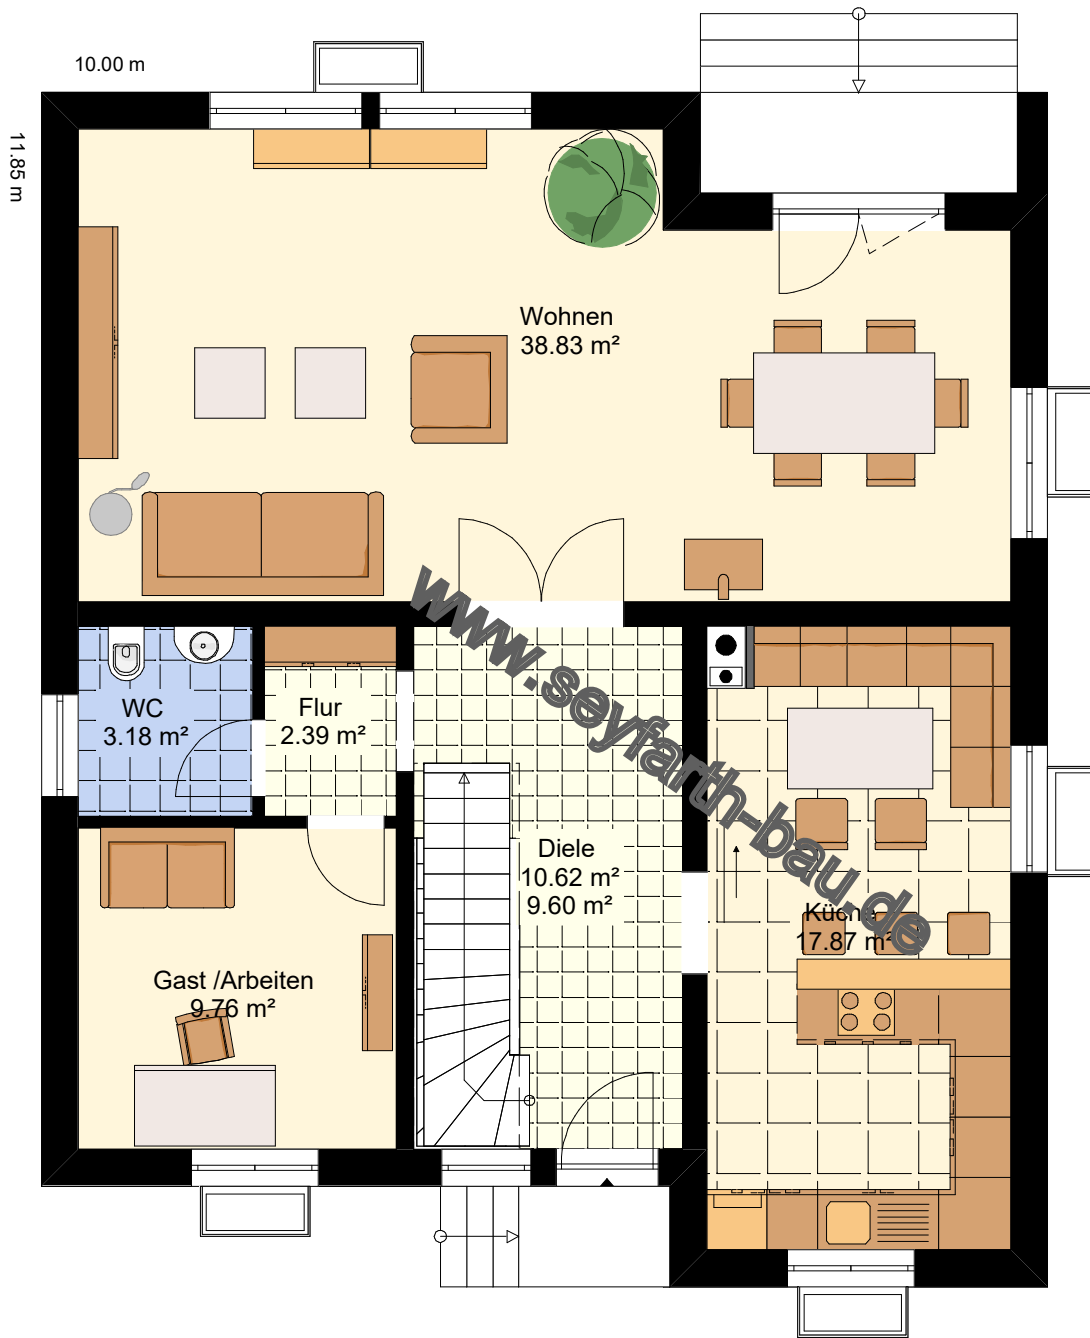 10.00 m
11.85 m
Wohnen
38.83 m²
www.seyfarth-bau.de
WC
3.18 m²
Flur
2.39 m²
Diele
10.62 m²
9.60 m²
Küche
17.87 m²
Gast /Arbeiten
9.76 m²